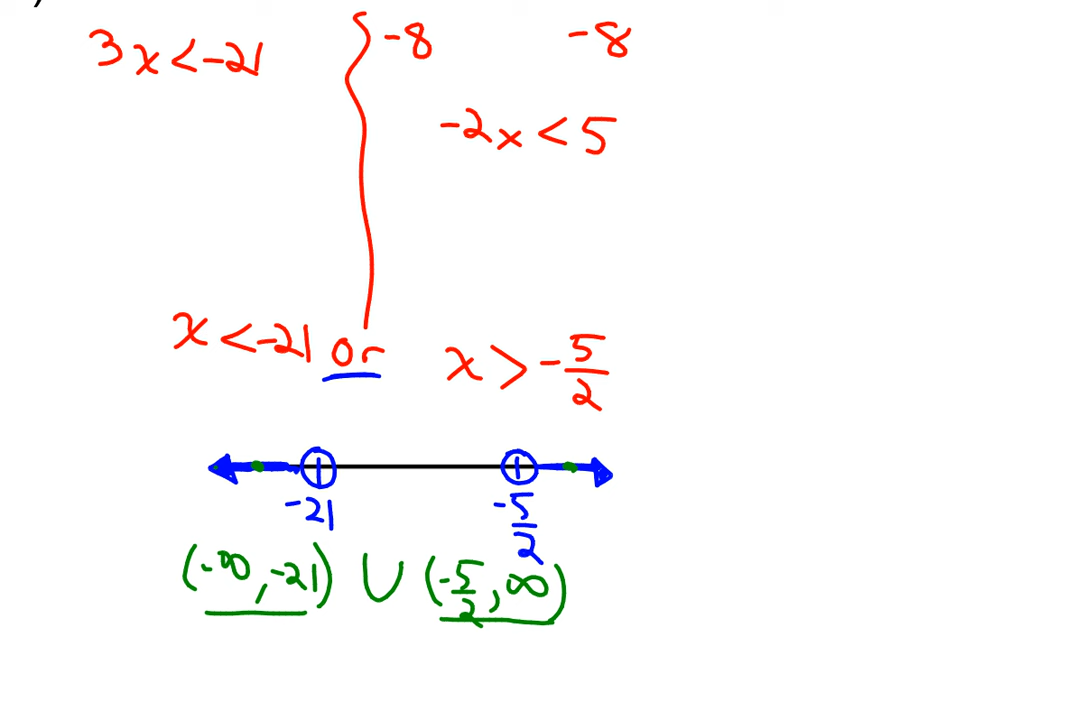 3x < -21
-8 -8
-2x < 5
x < -21 or x > -5/2
-21 -5/2
(-∞, -21) ∪ (-5/2, ∞)